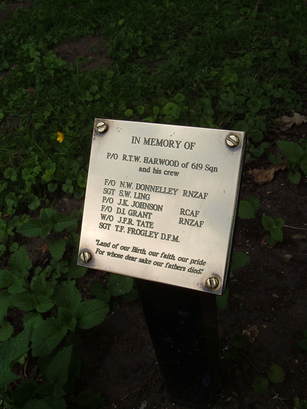 IN MEMORY OF
P/O R.T.W. HARWOOD of 619 Sqn
and his crew
F/O N.W. DONNELLEY RNZAF
SGT S.W. LING
P/O J.K. JOHNSON RCAF
F/O D.I. GRANT RNZAF
W/O J.F.R. TATE
SGT T.F. FROGLEY D.F.M.
"Land of our Birth, our faith, our pride
For whose dear sake our fathers died."